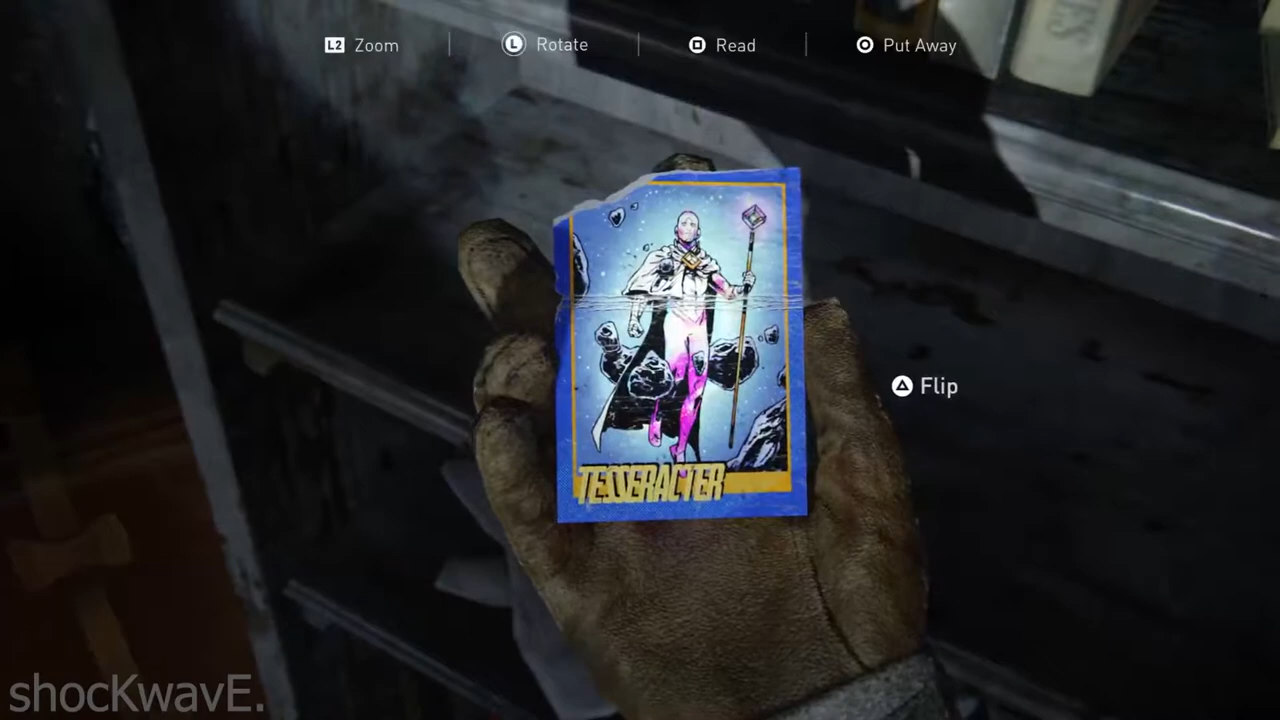 L2 Zoom
L Rotate
Read
Put Away
Flip
TESSERACTER
shocKwavE.